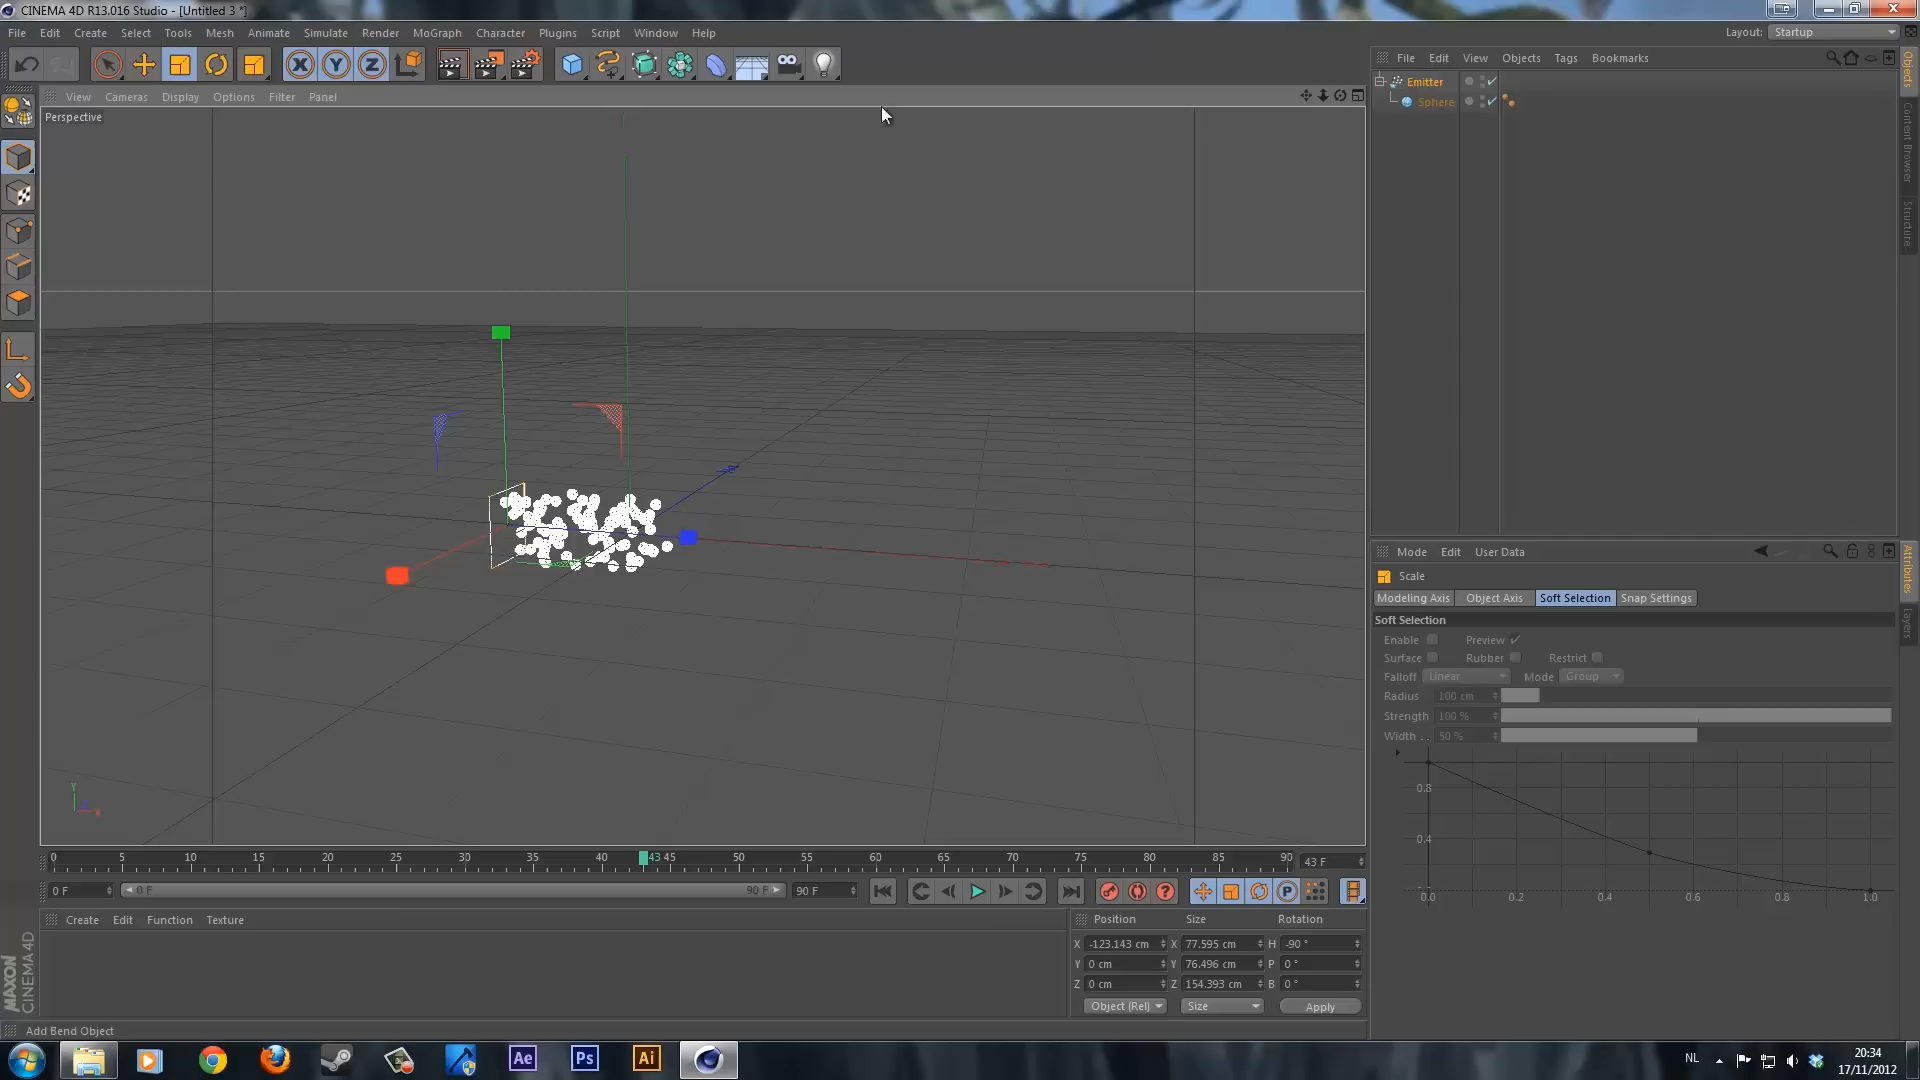 CINEMA 4D R13.016 Studio - [Untitled 3 *]
File Edit Create Select Tools Mesh Animate Simulate Render MoGraph Character Plugins Script Window Help
Layout: Startup
X Y Z
File Edit View Objects Tags Bookmarks
Emitter
Sphere
Objects
Content Browser
Structure
View Cameras Display Options Filter Panel
Perspective
Y
X
Mode Edit User Data
Scale
Modeling Axis Object Axis Soft Selection Snap Settings
Soft Selection
Enable Preview
Surface Rubber Restrict
Falloff Linear Mode Group
Radius 100 cm
Strength 100 %
Width . . 50 %
0.8
0.4
0.0 0.2 0.4 0.6 0.8 1.0
Attributes
Layers
0 5 10 15 20 25 30 35 40 43 45 50 55 60 65 70 75 80 85 90 43 F
0 F 0 F 90 F 90 F
P
Create Edit Function Texture
Position Size Rotation
X -123.143 cm X 77.595 cm H -90 °
Y 0 cm Y 76.496 cm P 0 °
Z 0 cm Z 154.393 cm B 0 °
Object (Rel) Size Apply
MAXON
CINEMA 4D
Add Bend Object
Ae Ps Ai
NL
20:34
17/11/2012